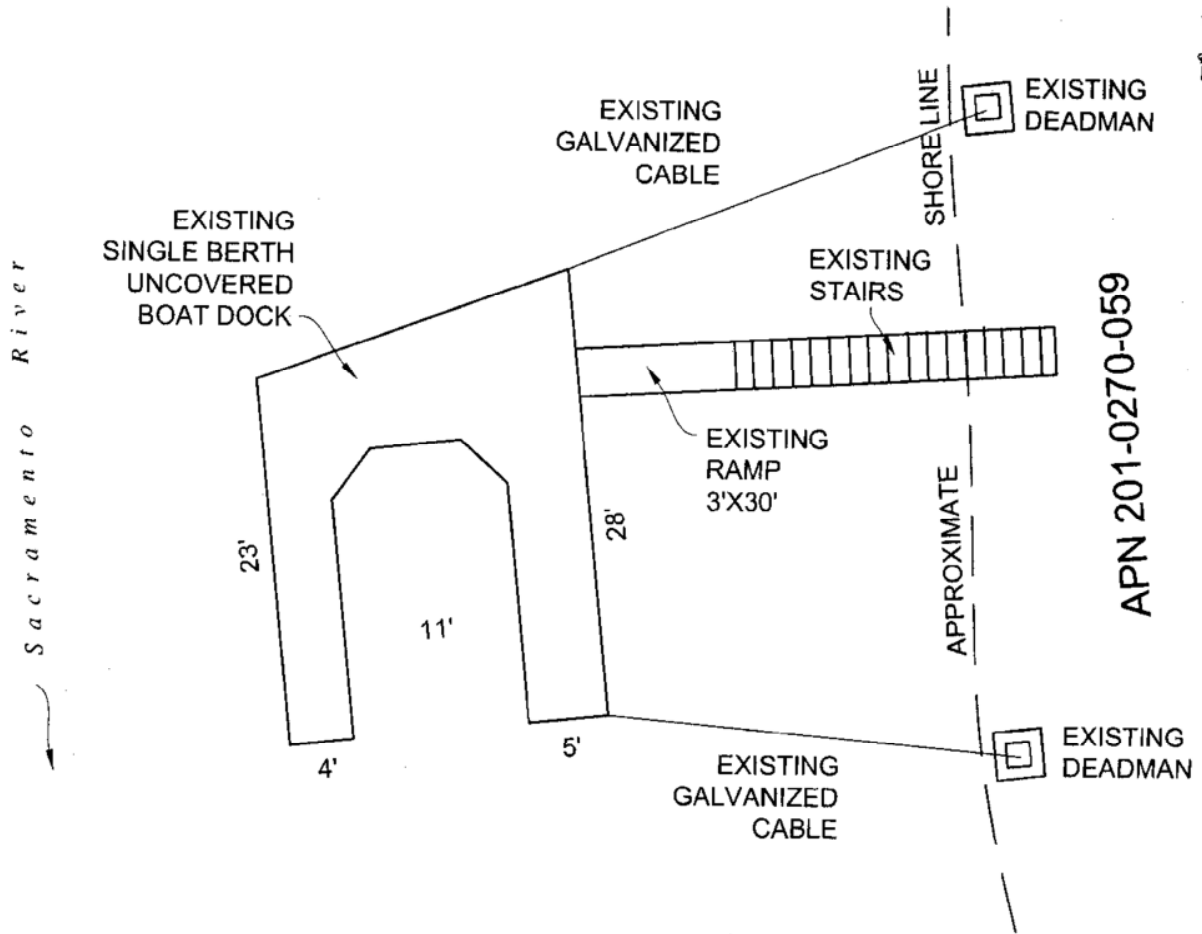 EXISTING
DEADMAN
EXISTING
GALVANIZED
CABLE
SHORE LINE
EXISTING
SINGLE BERTH
UNCOVERED
BOAT DOCK
EXISTING
STAIRS
Sacramento River
APN 201-0270-059
EXISTING
RAMP
3'X30'
28'
23'
APPROXIMATE
11'
4'
5'
EXISTING
GALVANIZED
CABLE
EXISTING
DEADMAN